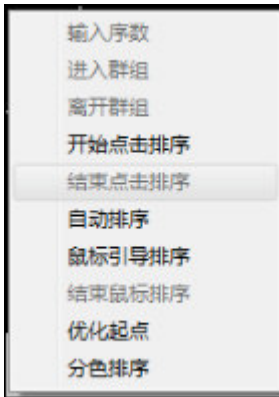 输入序数
进入群组
离开群组
开始点击排序
结束点击排序
自动排序
鼠标引导排序
结束鼠标排序
优化起点
分色排序